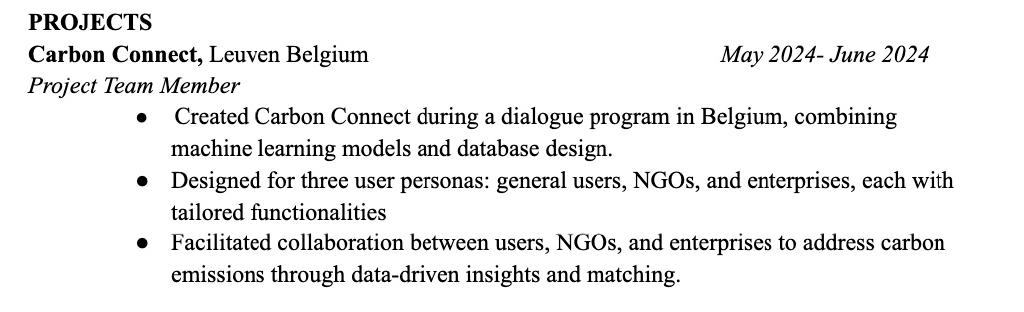 PROJECTS
Carbon Connect, Leuven Belgium May 2024- June 2024
Project Team Member
● Created Carbon Connect during a dialogue program in Belgium, combining
machine learning models and database design.
● Designed for three user personas: general users, NGOs, and enterprises, each with
tailored functionalities
● Facilitated collaboration between users, NGOs, and enterprises to address carbon
emissions through data-driven insights and matching.